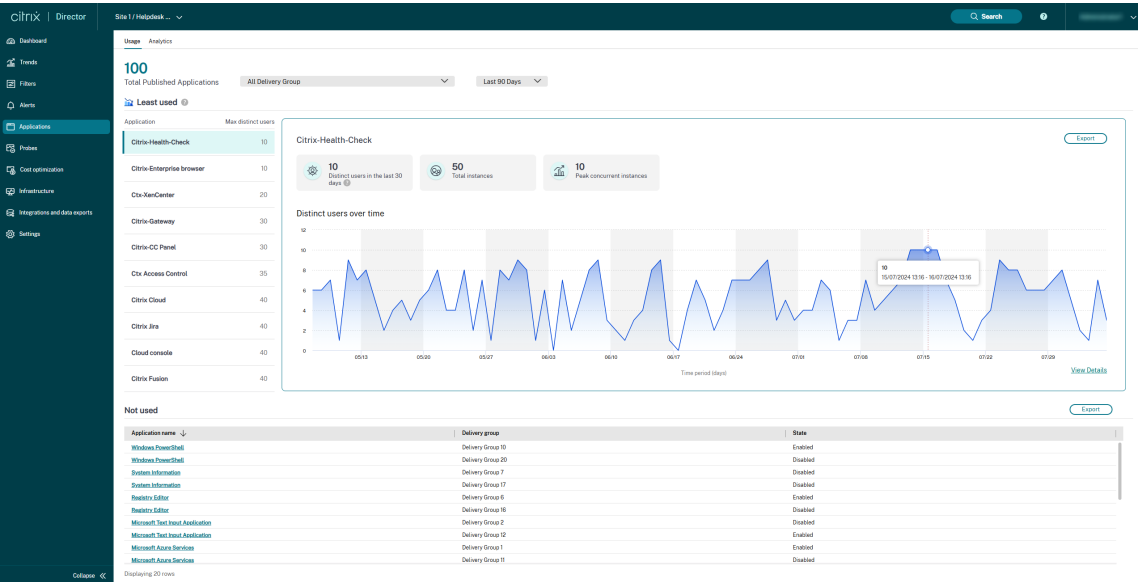 citrix | Director
Site 1 / Helpdesk ...
Search
Dashboard
Trends
Filters
Alerts
Applications
Probes
Cost optimization
Infrastructure
Integrations and data exports
Settings
Collapse
Usage Analytics
100
Total Published Applications
All Delivery Group
Last 90 Days
Least used
Application Max distinct users
Citrix-Health-Check 10
Citrix-Enterprise browser 10
Ctx-XenCenter 20
Citrix-Gateway 30
Citrix-CC Panel 30
Ctx Access Control 35
Citrix Cloud 40
Citrix Jira 40
Cloud console 40
Citrix Fusion 40
Citrix-Health-Check
Export
10
Distinct users in the last 30
days
50
Total instances
10
Peak concurrent instances
Distinct users over time
12
10
8
6
4
2
0
10
15/07/2024 13:16 - 16/07/2024 13:16
05/13 05/20 05/27 06/03 06/10 06/17 06/24 07/01 07/08 07/15 07/22 07/29
Time period (days)
View Details
Not used
Export
Application name Delivery group State
Windows PowerShell Delivery Group 10 Enabled
Windows PowerShell Delivery Group 20 Disabled
System Information Delivery Group 7 Disabled
System Information Delivery Group 17 Disabled
Registry Editor Delivery Group 6 Enabled
Registry Editor Delivery Group 16 Disabled
Microsoft Text Input Application Delivery Group 2 Disabled
Microsoft Text Input Application Delivery Group 12 Enabled
Microsoft Azure Services Delivery Group 1 Enabled
Microsoft Azure Services Delivery Group 11 Disabled
Displaying 20 rows